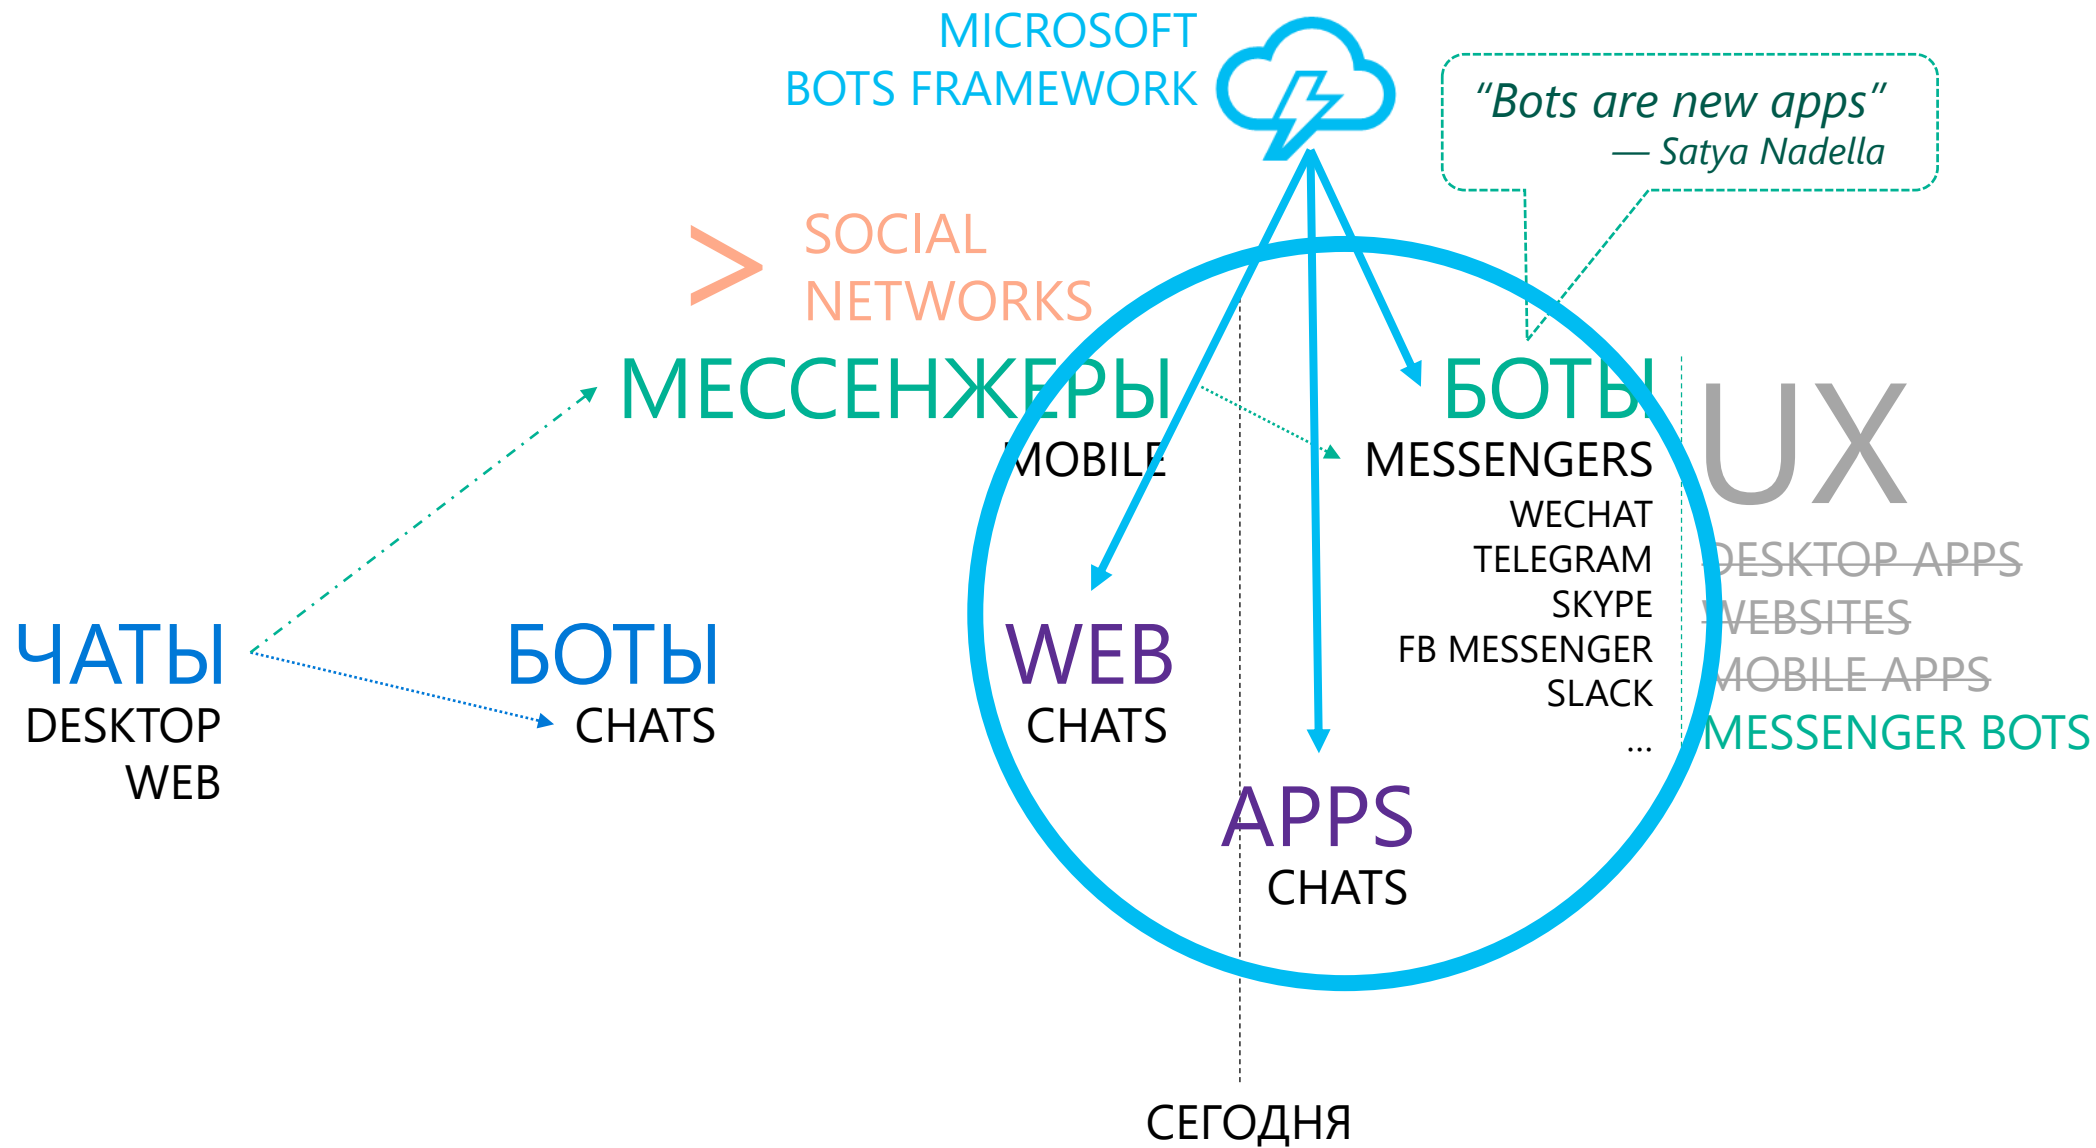 MICROSOFT
BOTS FRAMEWORK
“Bots are new apps”
— Satya Nadella
>
SOCIAL
NETWORKS
МЕССЕНЖЕРЫ
MOBILE
БОТЫ
MESSENGERS
WECHAT
TELEGRAM
SKYPE
FB MESSENGER
SLACK
...
UX
DESKTOP APPS
WEBSITES
MOBILE APPS
MESSENGER BOTS
ЧАТЫ
DESKTOP
WEB
БОТЫ
CHATS
WEB
CHATS
APPS
CHATS
СЕГОДНЯ